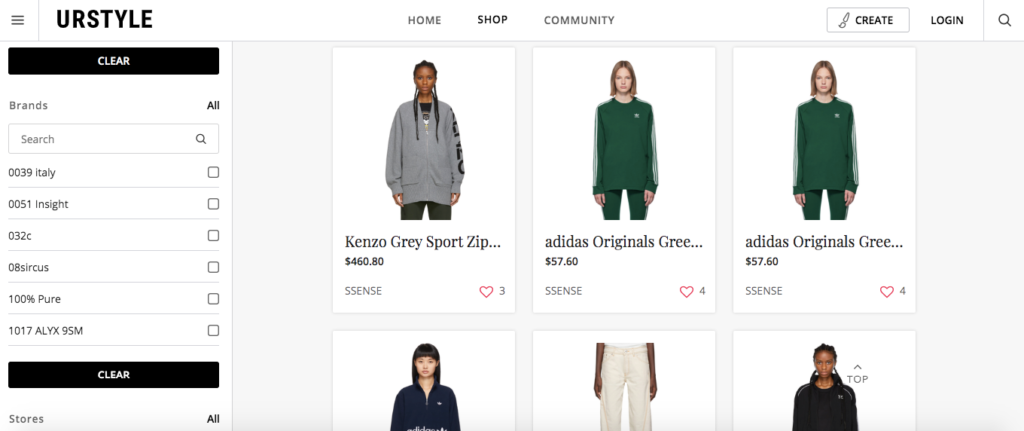 URSTYLE
HOME SHOP COMMUNITY
CREATE LOGIN
CLEAR
Brands All
Search
0039 italy
0051 Insight
032c
08sircus
100% Pure
1017 ALYX 9SM
CLEAR
Stores All
Kenzo Grey Sport Zip...
$460.80
SSENSE 3
adidas Originals Gree...
$57.60
SSENSE 4
adidas Originals Gree...
$57.60
SSENSE 4
adidas
TOP